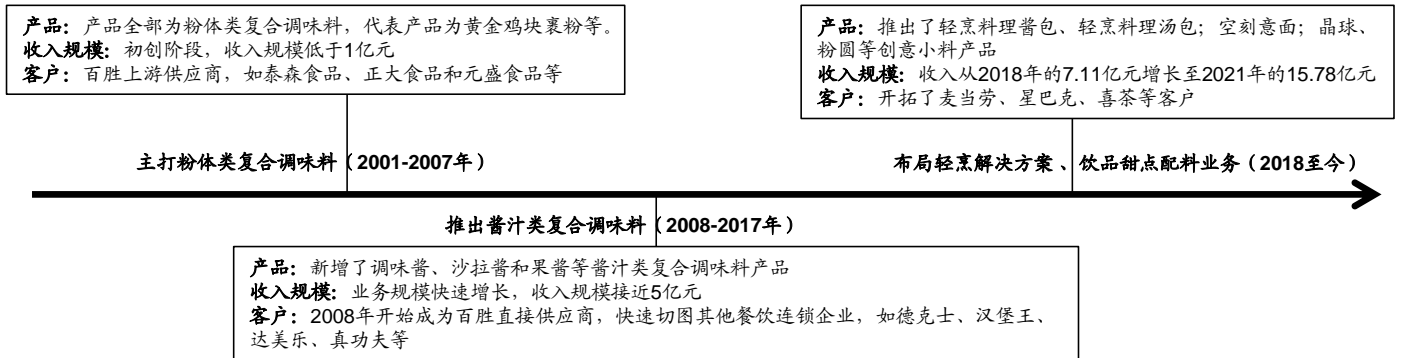 产品：产品全部为粉体类复合调味料，代表产品为黄金鸡块裹粉等。
收入规模：初创阶段，收入规模低于1亿元
客户：百胜上游供应商，如泰森食品、正大食品和元盛食品等
产品：推出了轻烹料理酱包、轻烹料理汤包；空刻意面；晶球、
粉圆等创意小料产品
收入规模：收入从2018年的7.11亿元增长至2021年的15.78亿元
客户：开拓了麦当劳、星巴克、喜茶等客户
主打粉体类复合调味料（2001-2007年）
布局轻烹解决方案、饮品甜点配料业务（2018至今）
推出酱汁类复合调味料（2008-2017年）
产品：新增了调味酱、沙拉酱和果酱等酱汁类复合调味料产品
收入规模：业务规模快速增长，收入规模接近5亿元
客户：2008年开始成为百胜直接供应商，快速切图其他餐饮连锁企业，如德克士、汉堡王、
达美乐、真功夫等